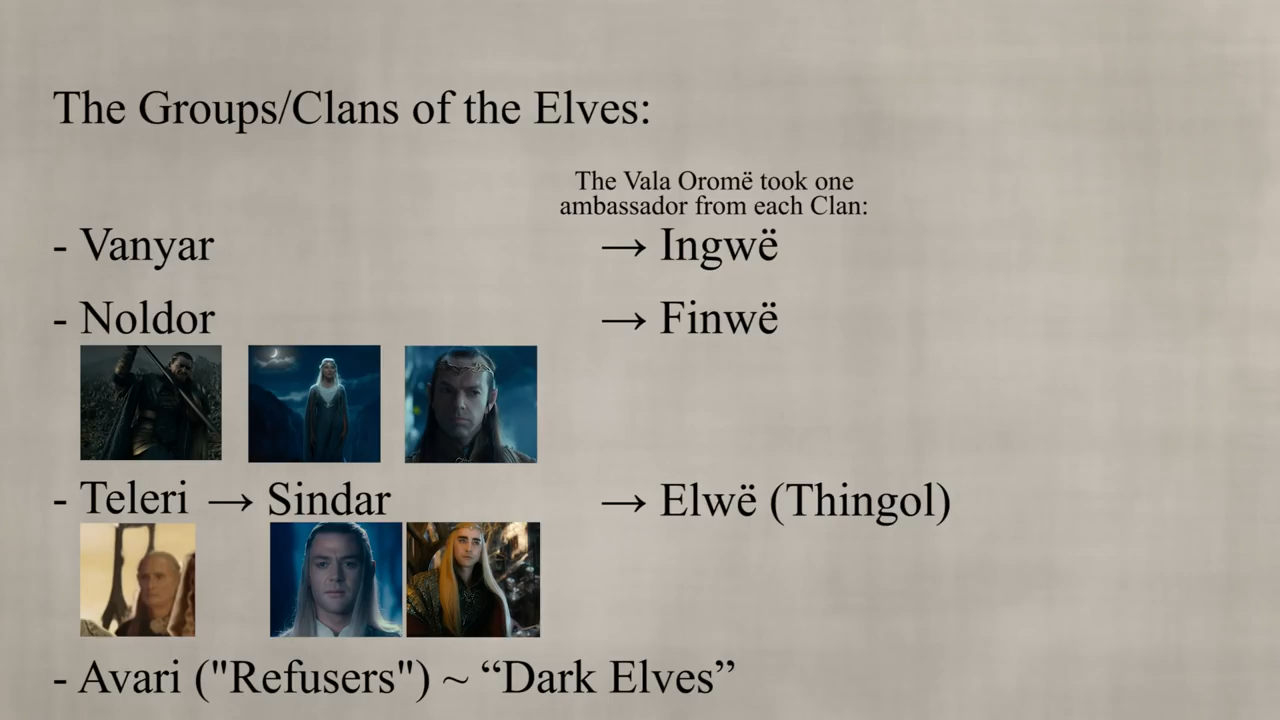 The Groups/Clans of the Elves:
The Vala Oromë took one
ambassador from each Clan:
- Vanyar → Ingwë
- Noldor → Finwë
- Teleri → Sindar → Elwë (Thingol)
- Avari ("Refusers") ~ “Dark Elves”